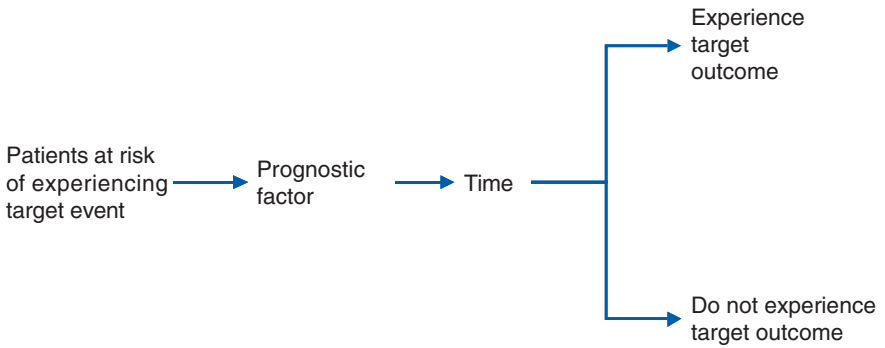 Experience
target
outcome
Patients at risk
of experiencing
target event
Prognostic
factor
Time
Do not experience
target outcome